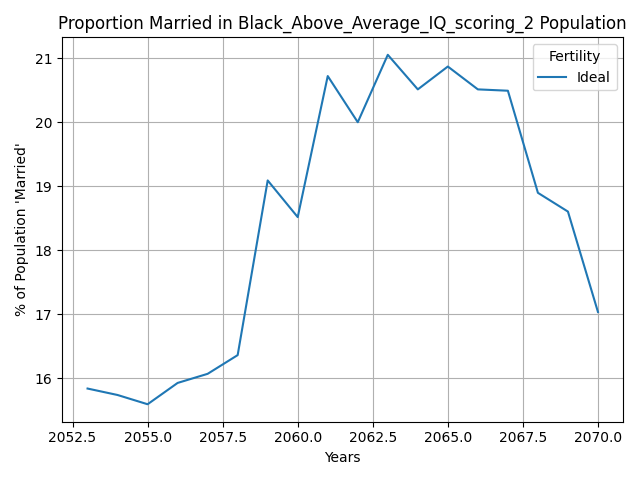 Proportion Married in Black_Above_Average_IQ_scoring_2 Population
Fertility
Ideal
% of Population 'Married'
21
20
19
18
17
16
2052.5 2055.0 2057.5 2060.0 2062.5 2065.0 2067.5 2070.0
Years